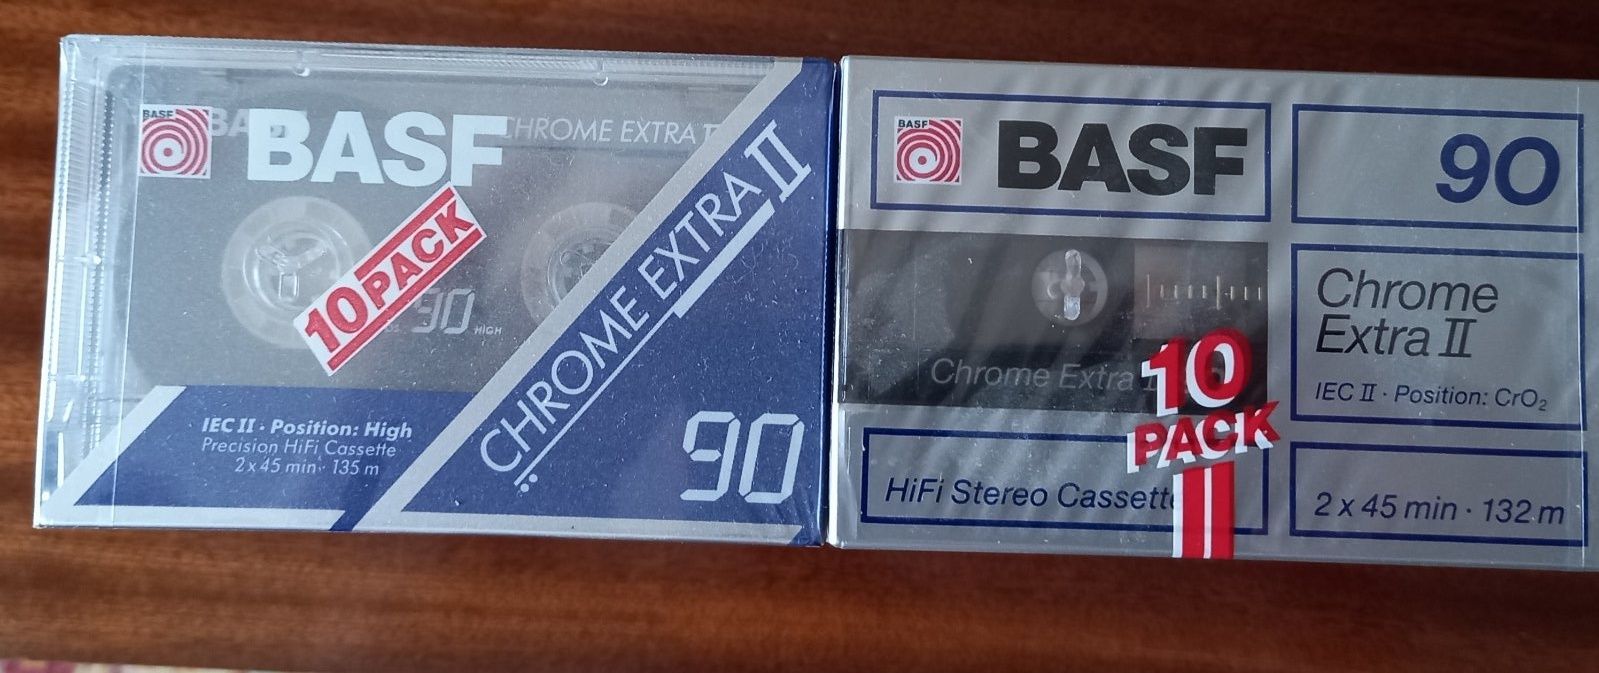 BASF
BASF
CHROME EXTRA
10 PACK
90
HIGH
CHROME EXTRA II
IEC II · Position: High
Precision HiFi Cassette
2 x 45 min · 135 m
90
BASF
BASF
90
Chrome
Extra II
IEC II · Position: CrO₂
Chrome Extra
10
PACK
HiFi Stereo Cassette
2 x 45 min · 132 m